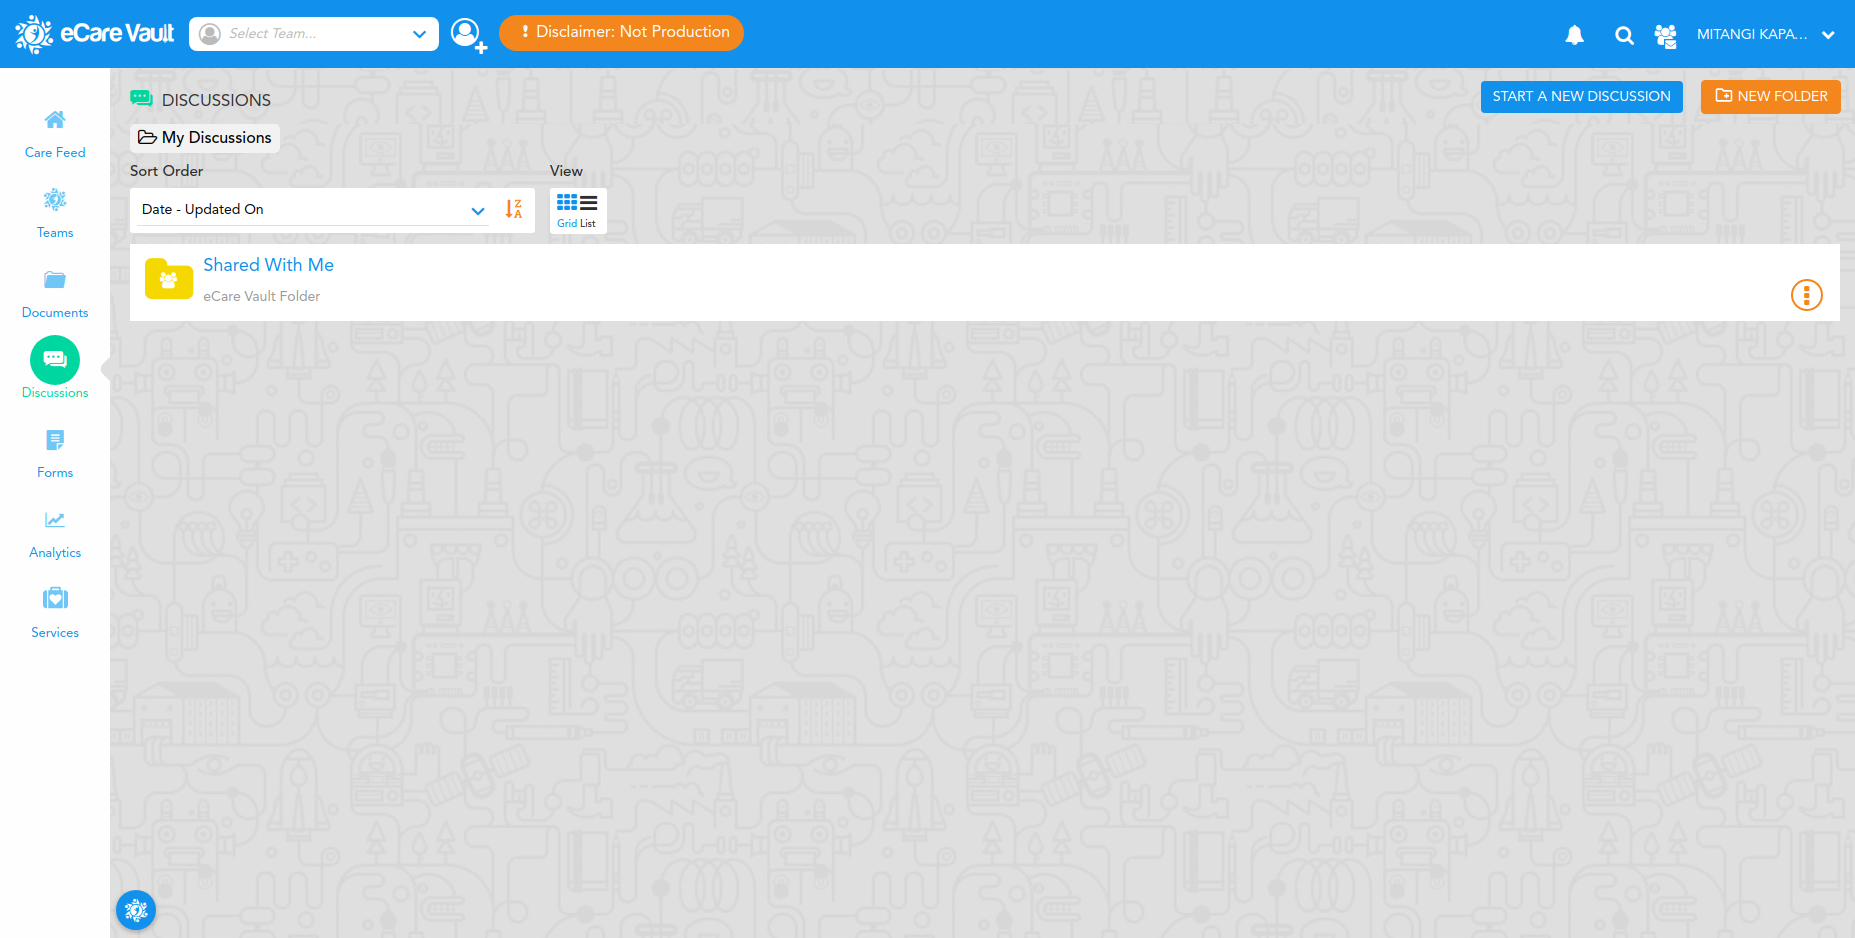 eCare Vault
Select Team...
! Disclaimer: Not Production
MITANGI KAPA...
DISCUSSIONS
START A NEW DISCUSSION
NEW FOLDER
My Discussions
Sort Order
View
Date - Updated On
Z
A
Grid List
Shared With Me
eCare Vault Folder
Care Feed
Teams
Documents
Discussions
Forms
Analytics
Services